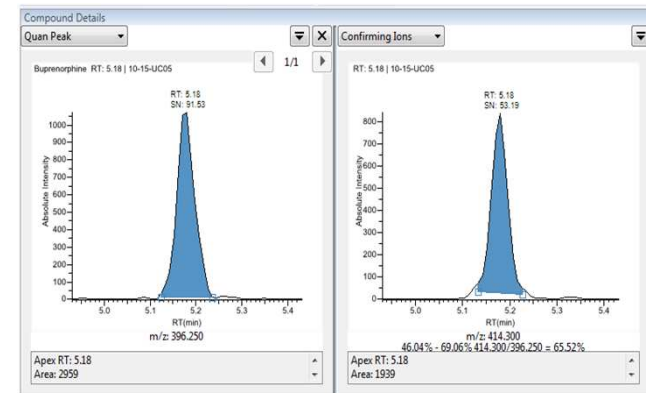 Compound Details
Quan Peak
1/1
Buprenorphine RT: 5.18 | 10-15-UC05
RT: 5.18
SN: 91.53
Absolute Intensity
1000
900
800
700
600
500
400
300
200
100
0
5.0 5.1 5.2 5.3 5.4
RT(min)
m/z: 396.250
Apex RT: 5.18
Area: 2959
Confirming Ions
RT: 5.18 | 10-15-UC05
RT: 5.18
SN: 53.19
Absolute Intensity
800
700
600
500
400
300
200
100
0
5.0 5.1 5.2 5.3 5.4
RT(min)
m/z: 414.300
46.04% - 69.06% 414.300/396.250 = 65.52%
Apex RT: 5.18
Area: 1939